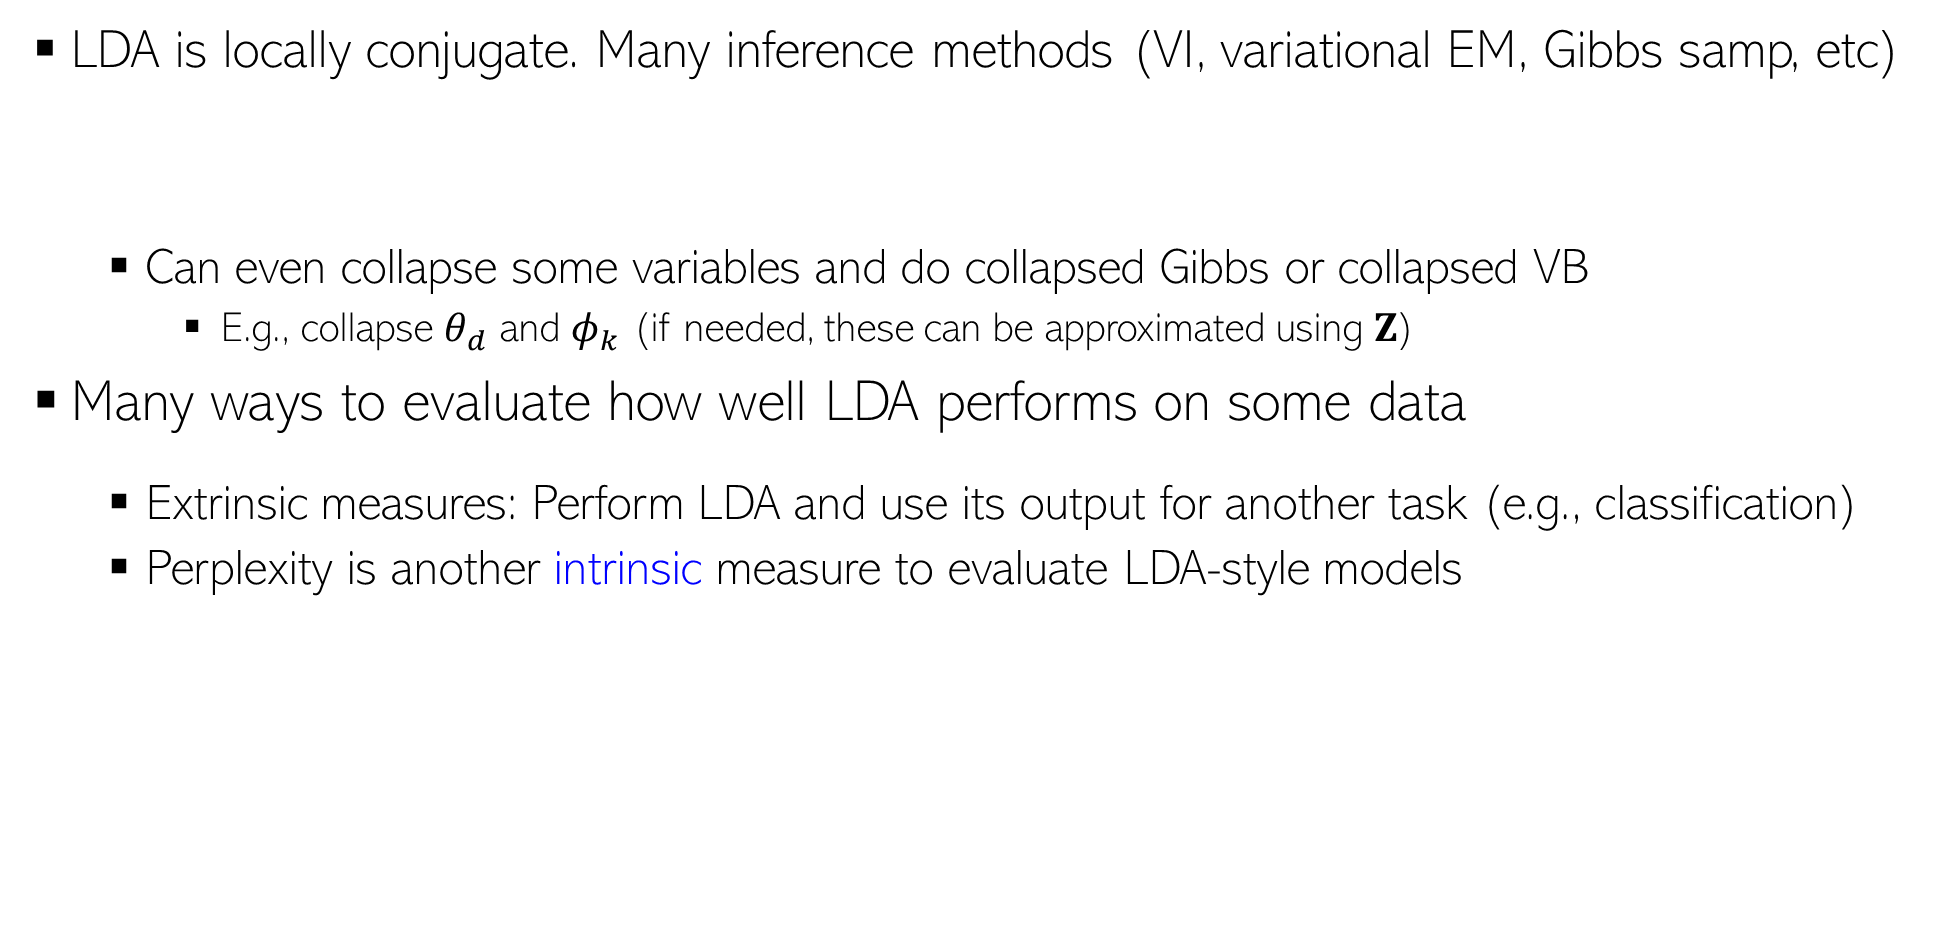 ▪ LDA is locally conjugate. Many inference methods (VI, variational EM, Gibbs samp, etc)
▪ Can even collapse some variables and do collapsed Gibbs or collapsed VB
▪ E.g., collapse θ_d and ϕ_k (if needed, these can be approximated using Z)
▪ Many ways to evaluate how well LDA performs on some data
▪ Extrinsic measures: Perform LDA and use its output for another task (e.g., classification)
▪ Perplexity is another intrinsic measure to evaluate LDA-style models